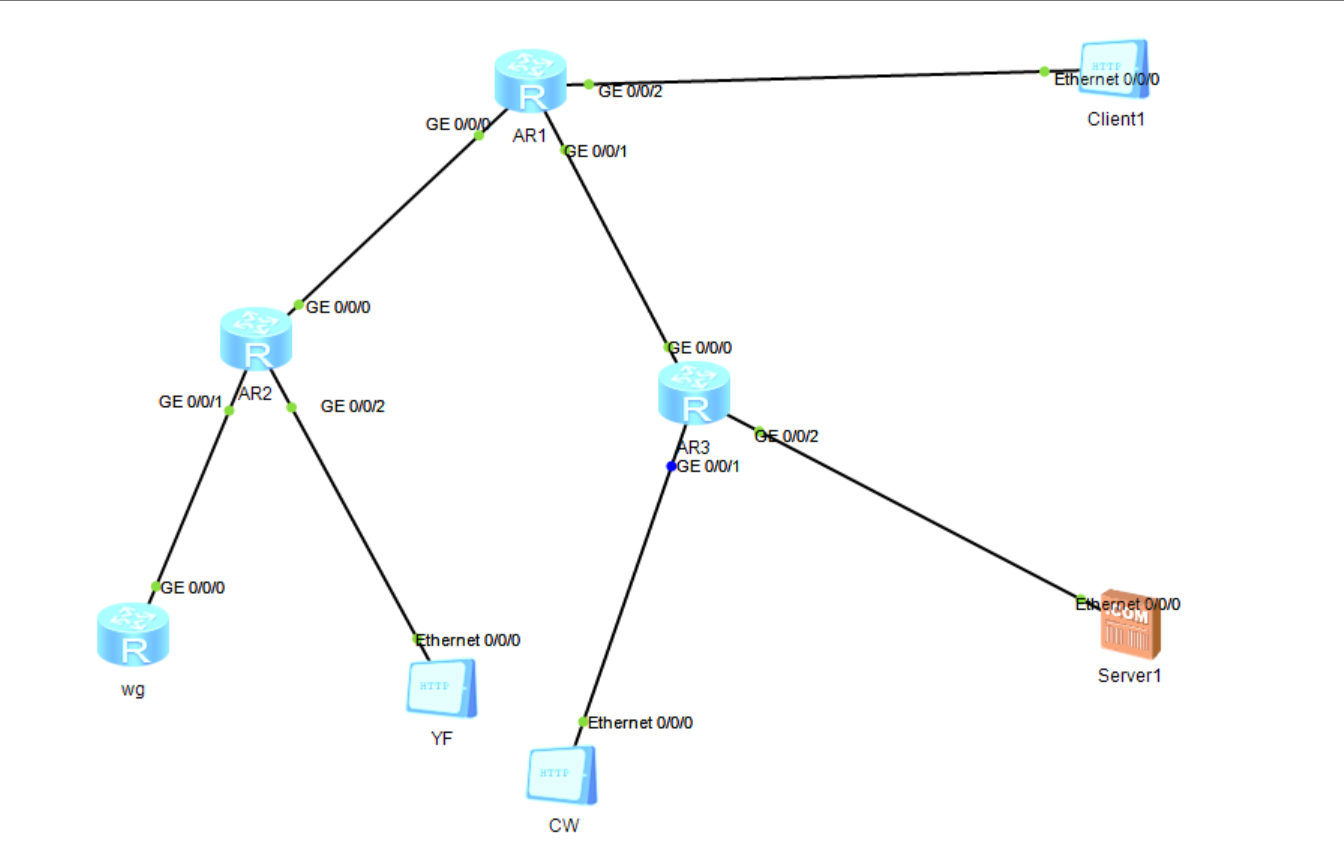 HTTP
GE 0/0/2
Ethernet 0/0/0
Client1
R
GE 0/0/0
AR1
GE 0/0/1
GE 0/0/0
R
GE 0/0/0
R
AR2
GE 0/0/1
GE 0/0/2
GE 0/0/2
AR3
GE 0/0/1
GE 0/0/0
Ethernet 0/0/0
.COM
R
Ethernet 0/0/0
Server1
wg
HTTP
YF
Ethernet 0/0/0
HTTP
CW